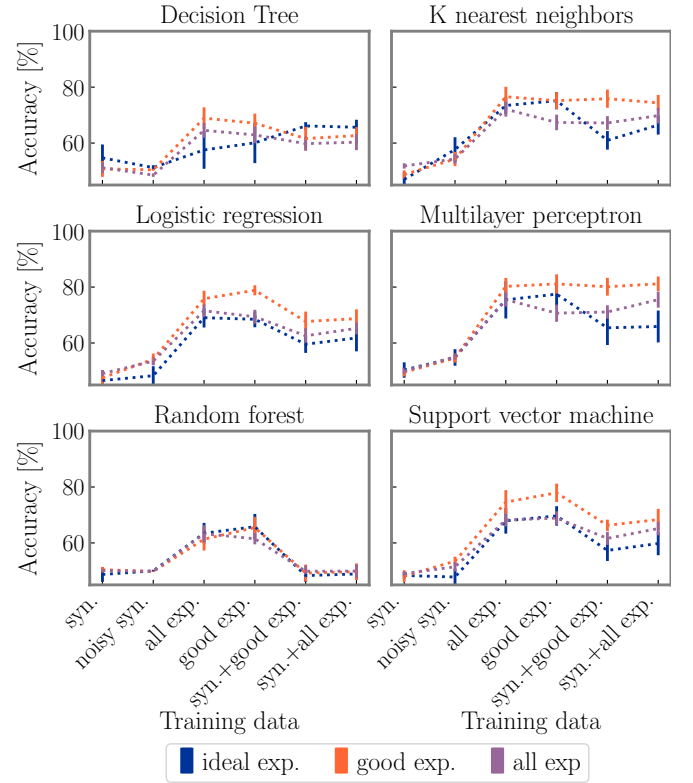 Decision Tree
K nearest neighbors
Accuracy [%]
100
80
60
Logistic regression
Multilayer perceptron
Accuracy [%]
100
80
60
Random forest
Support vector machine
Accuracy [%]
100
80
60
syn.
noisy syn.
all exp.
good exp.
syn.+good exp.
syn.+all exp.
syn.
noisy syn.
all exp.
good exp.
syn.+good exp.
syn.+all exp.
Training data
Training data
ideal exp.
good exp.
all exp